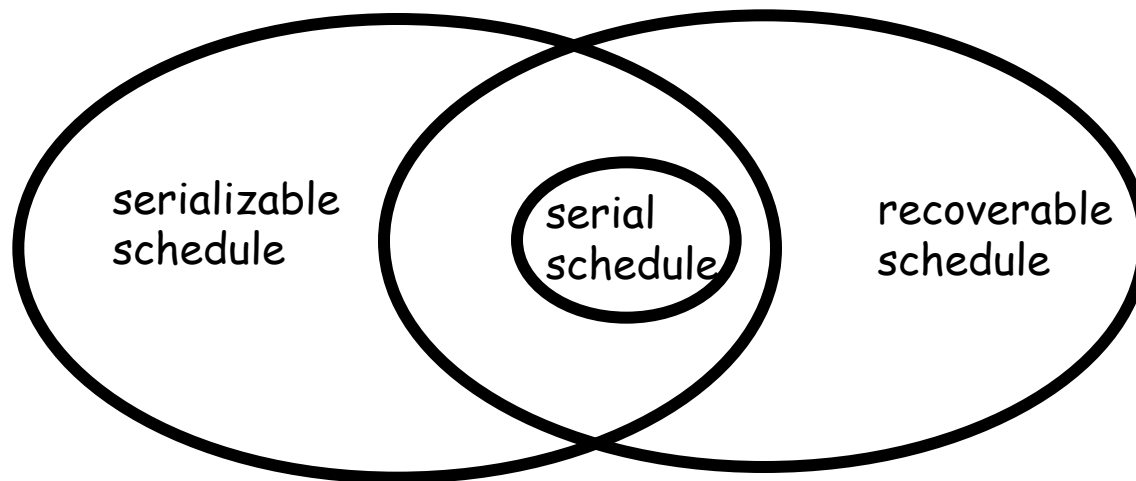 serializable
schedule
serial
schedule
recoverable
schedule